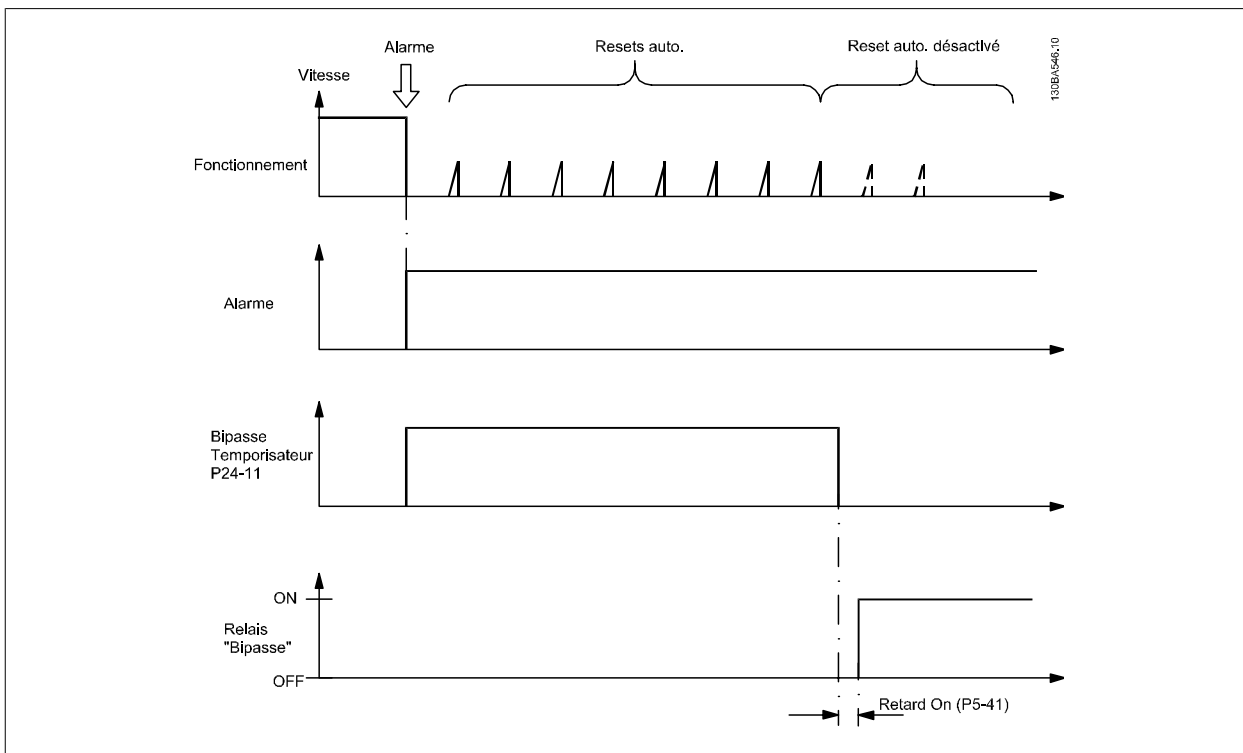 Alarme
Resets auto.
Reset auto. désactivé
130BA546.10
Vitesse
Fonctionnement
Alarme
Bipasse
Temporisateur
P24-11
ON
Relais
"Bipasse"
OFF
Retard On (P5-41)